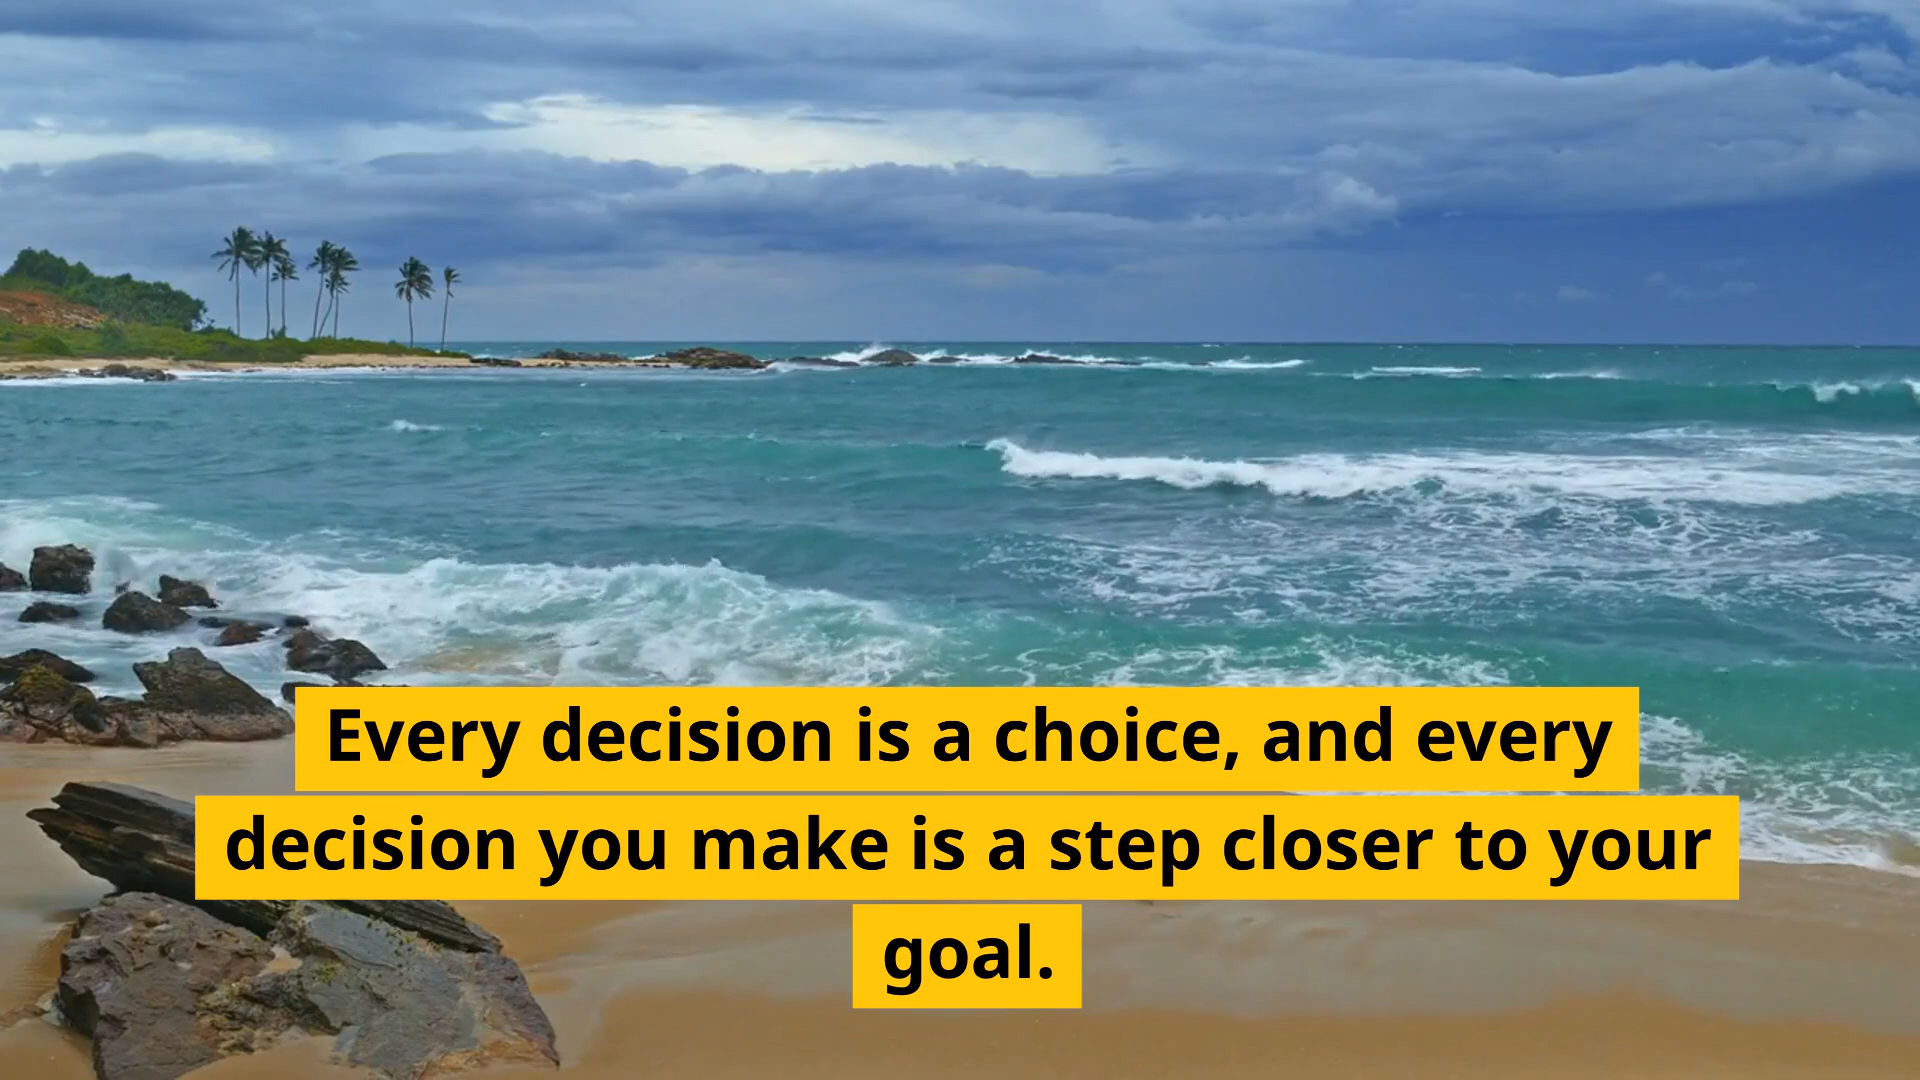 Every decision is a choice, and every
decision you make is a step closer to your
goal.